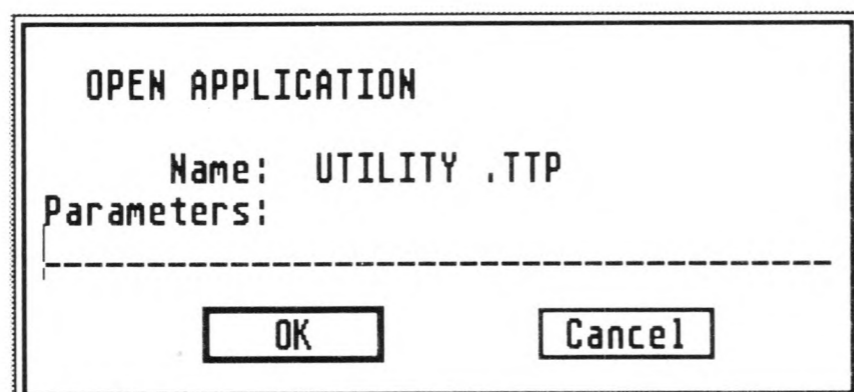 OPEN APPLICATION
Name: UTILITY .TTP
Parameters:
OK Cancel